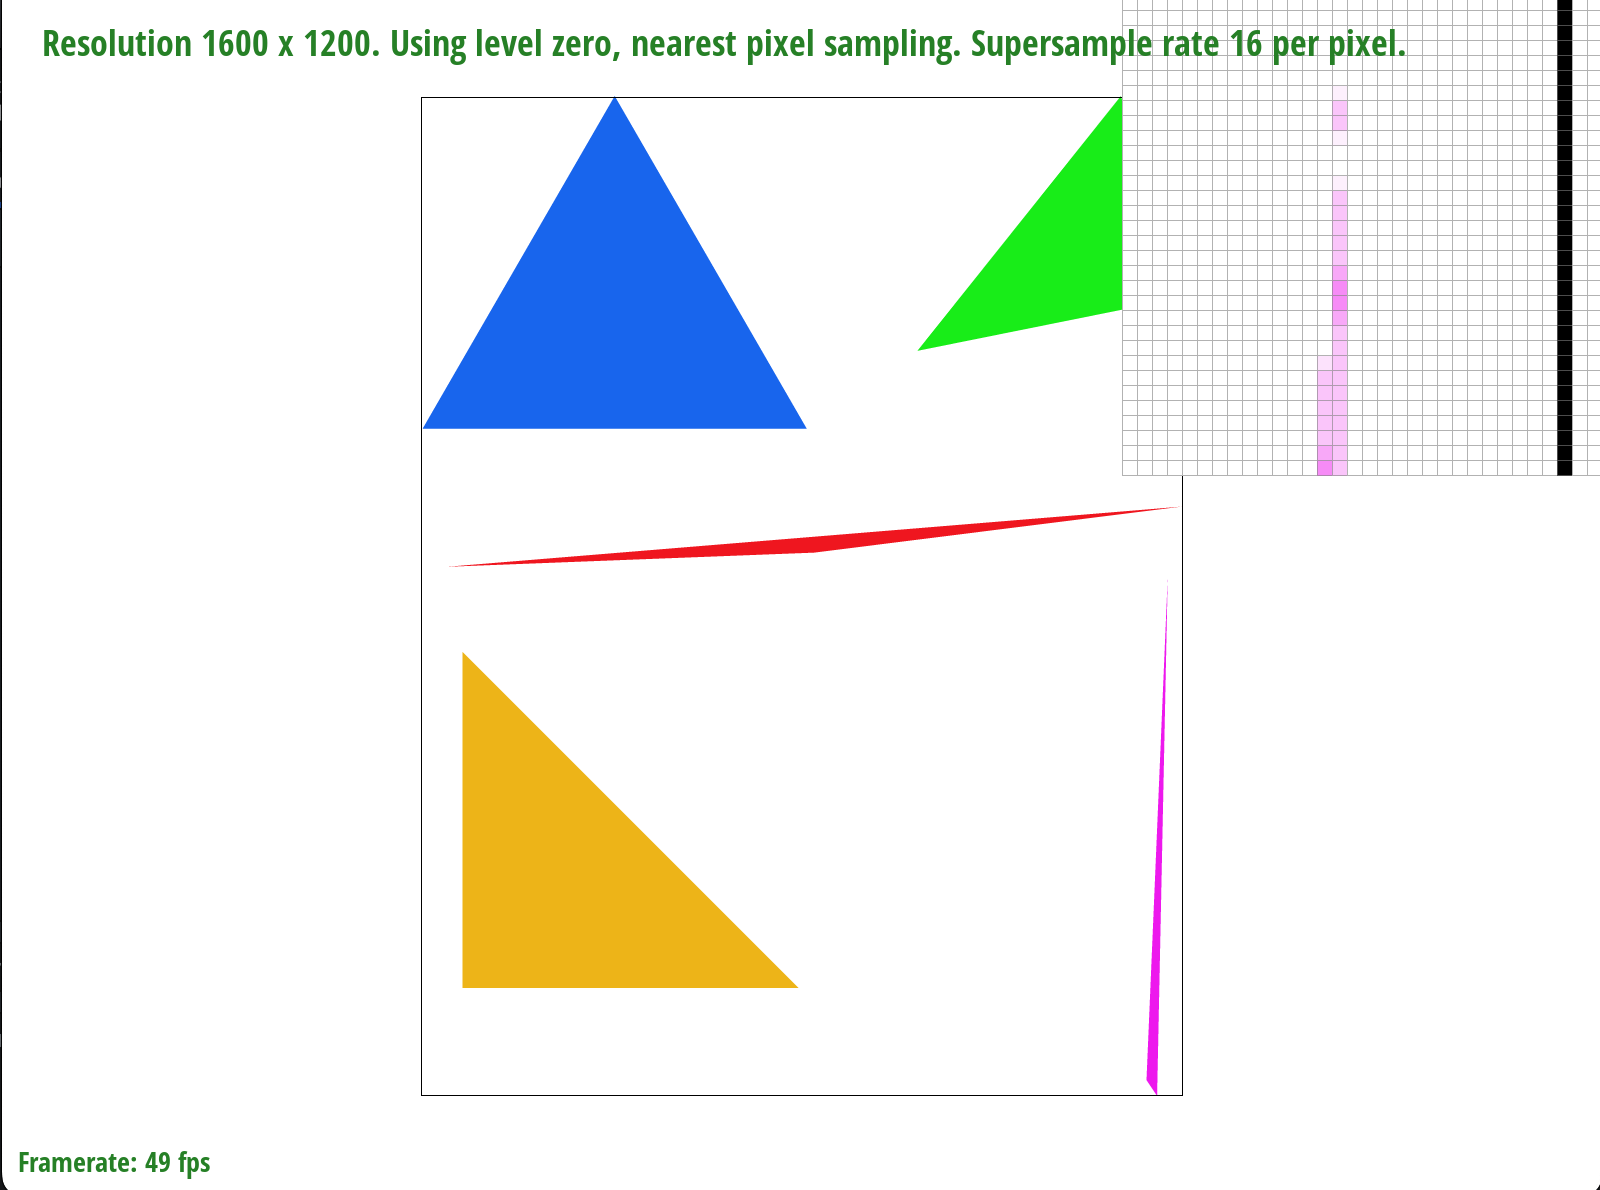 Resolution 1600 x 1200. Using level zero, nearest pixel sampling. Supersample rate 16 per pixel.
Framerate: 49 fps